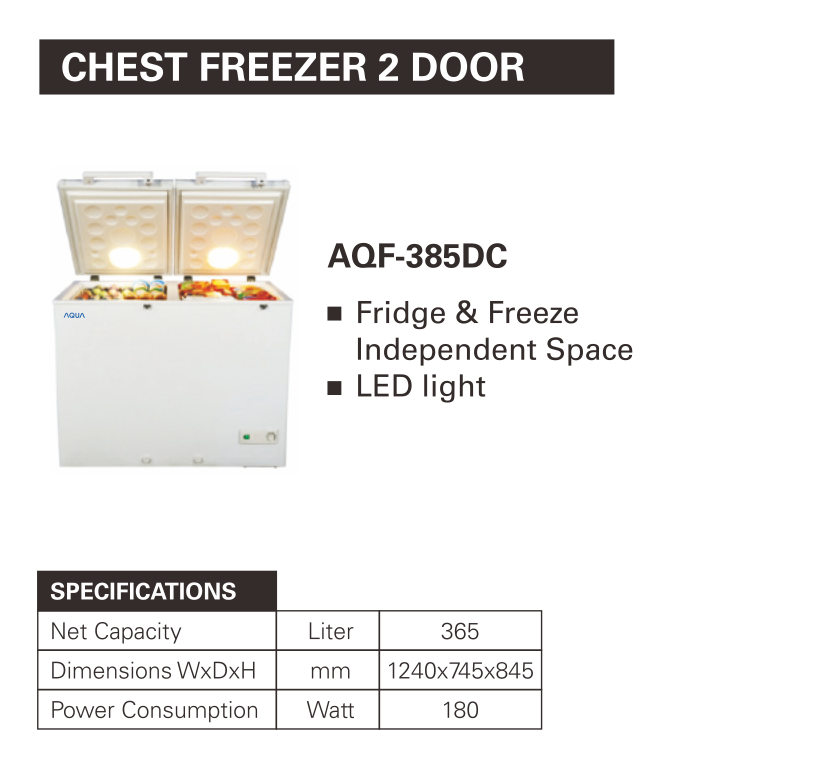 CHEST FREEZER 2 DOOR
AQUA
AQF-385DC
■ Fridge & Freeze
Independent Space
■ LED light
SPECIFICATIONS
Net Capacity Liter 365
Dimensions WxDxH mm 1240x745x845
Power Consumption Watt 180